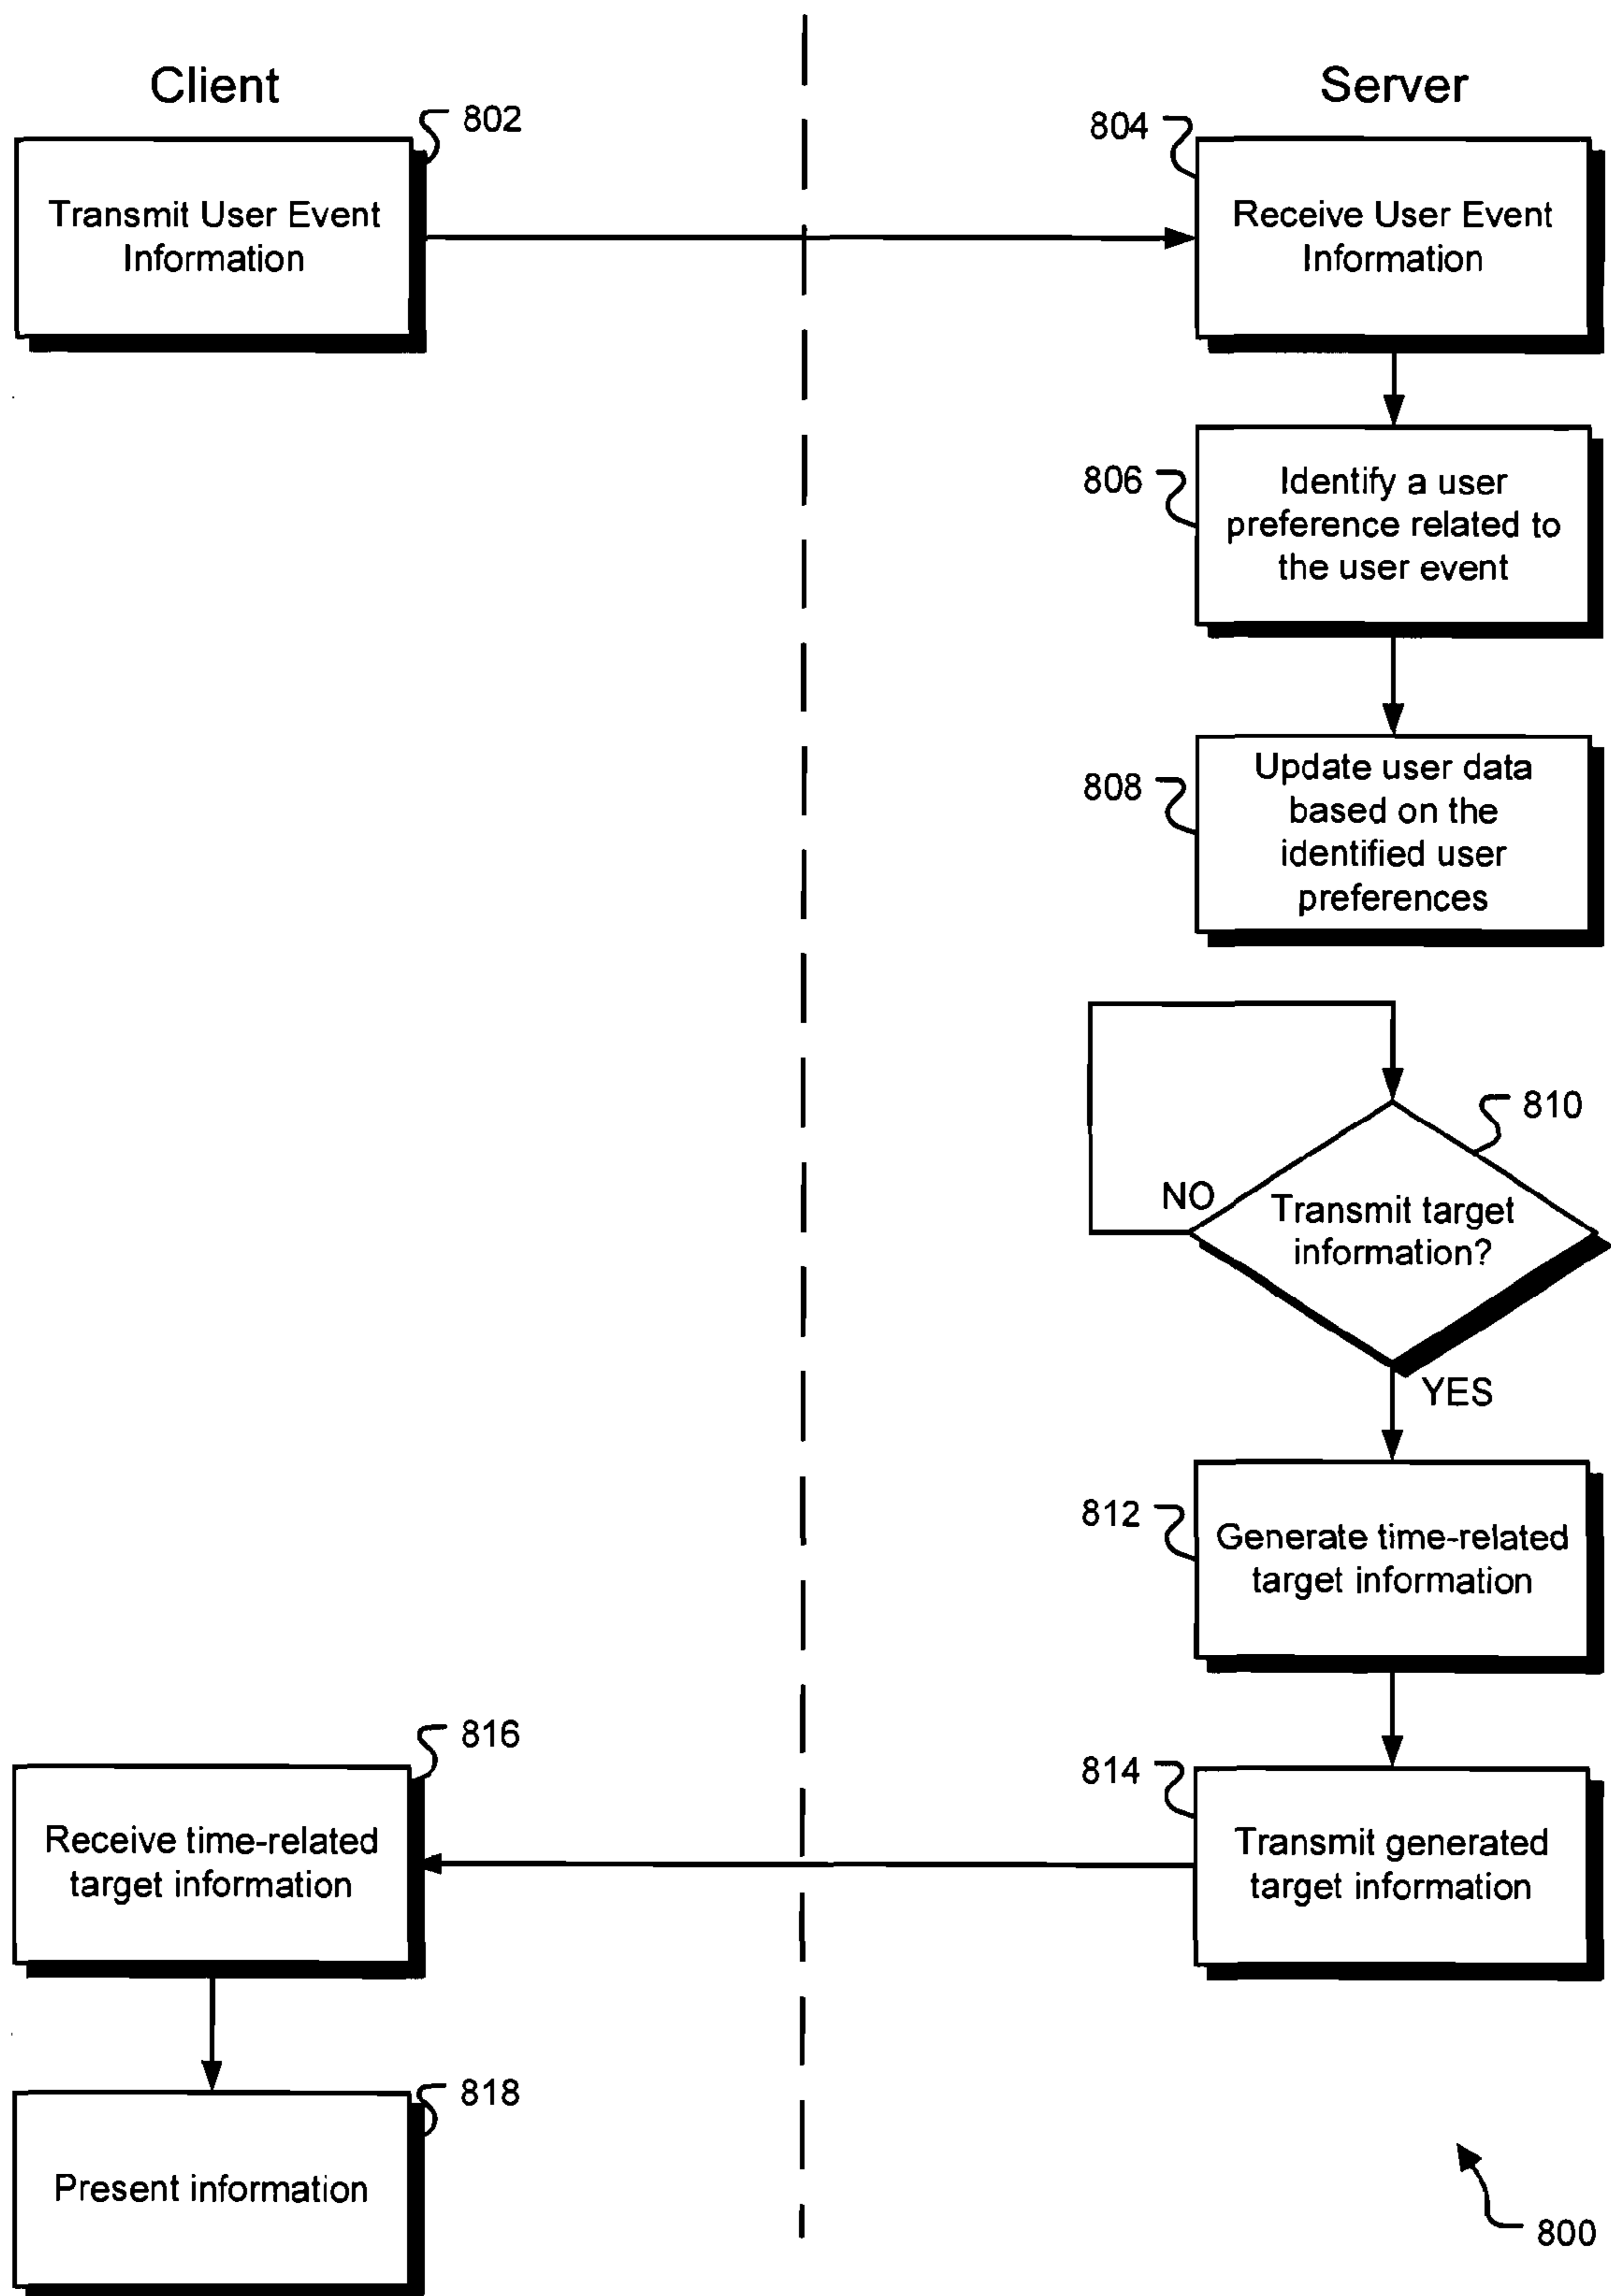 Client
Server
802
804
Transmit User Event
Information
Receive User Event
Information
806
Identify a user
preference related to
the user event
808
Update user data
based on the
identified user
preferences
810
NO
Transmit target
information?
YES
812
Generate time-related
target information
816
814
Receive time-related
target information
Transmit generated
target information
818
Present information
800